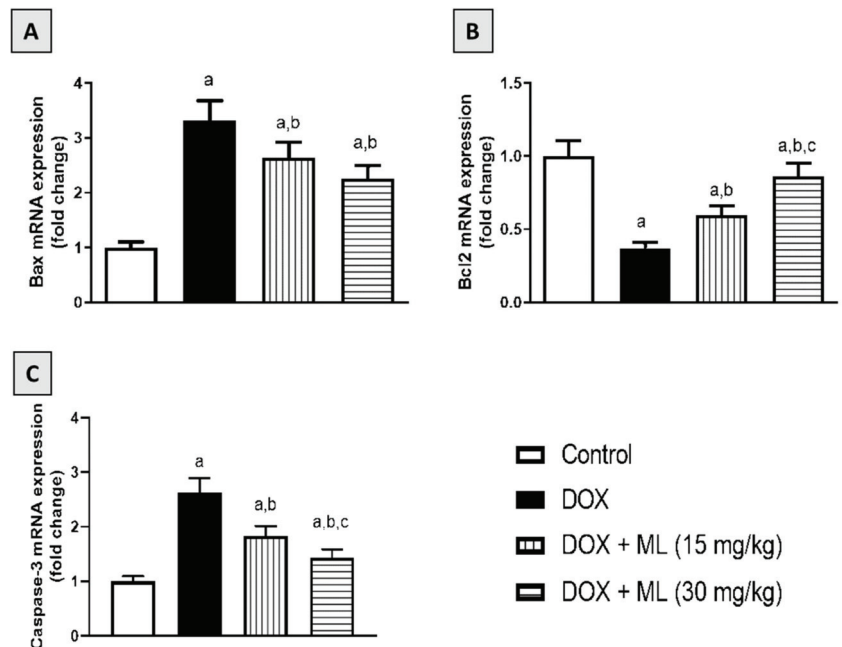 A
Bax mRNA expression
(fold change)
4
3
2
1
0
a
a,b
a,b
B
Bcl2 mRNA expression
(fold change)
1.5
1.0
0.5
0.0
a
a,b
a,b,c
C
Caspase-3 mRNA expression
(fold change)
4
3
2
1
0
a
a,b
a,b,c
Control
DOX
DOX + ML (15 mg/kg)
DOX + ML (30 mg/kg)